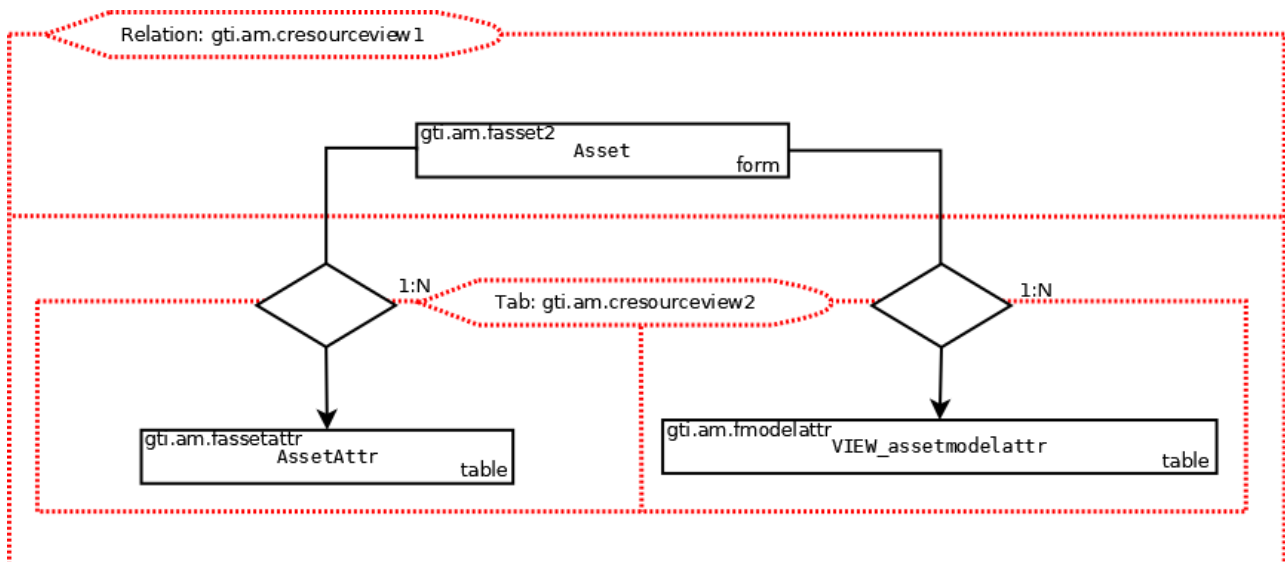 Relation: gti.am.cresourceview1
gti.am.fasset2
Asset
form
1:N
Tab: gti.am.cresourceview2
1:N
gti.am.fassetattr
AssetAttr
table
gti.am.fmodelattr
VIEW_assetmodelattr
table